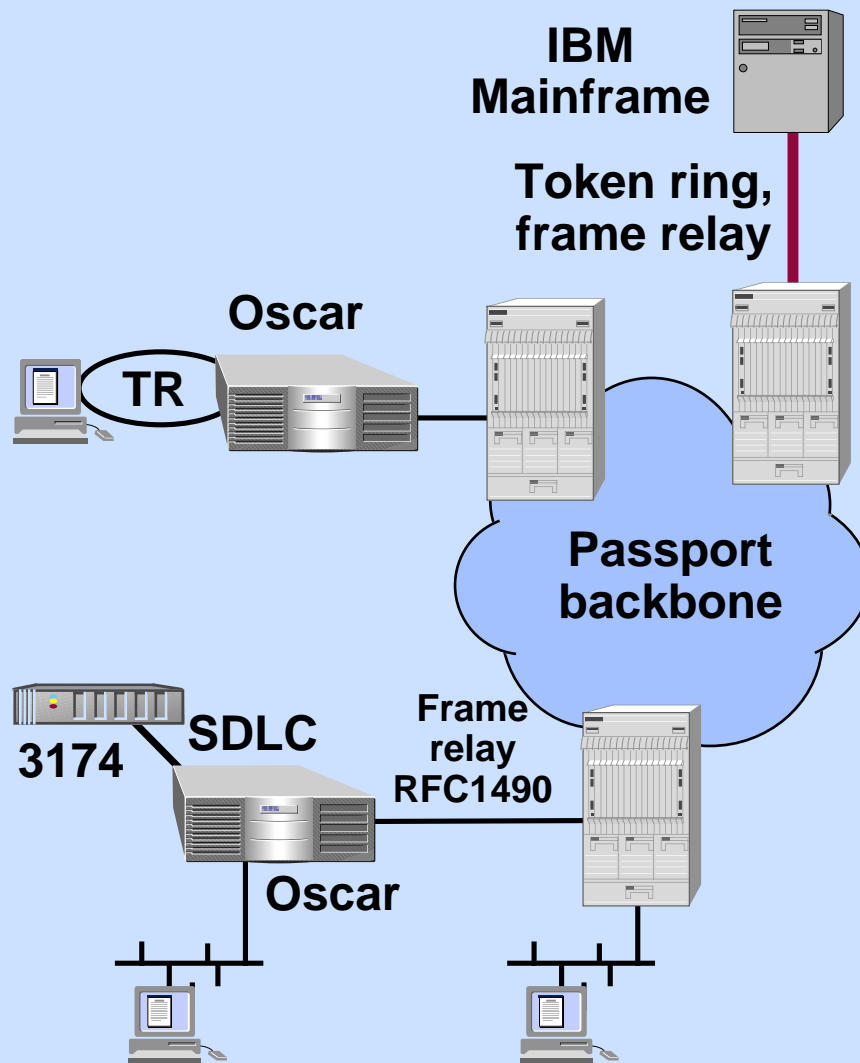 IBM
Mainframe
Token ring,
frame relay
Oscar
TR
Passport
backbone
3174
SDLC
Frame
relay
RFC1490
Oscar